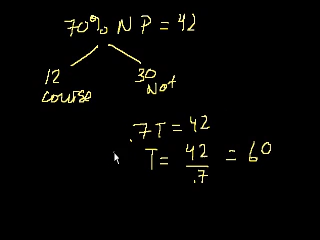 70% NP = 42
12 30
course Not
.7T = 42
T = 42/.7 = 60